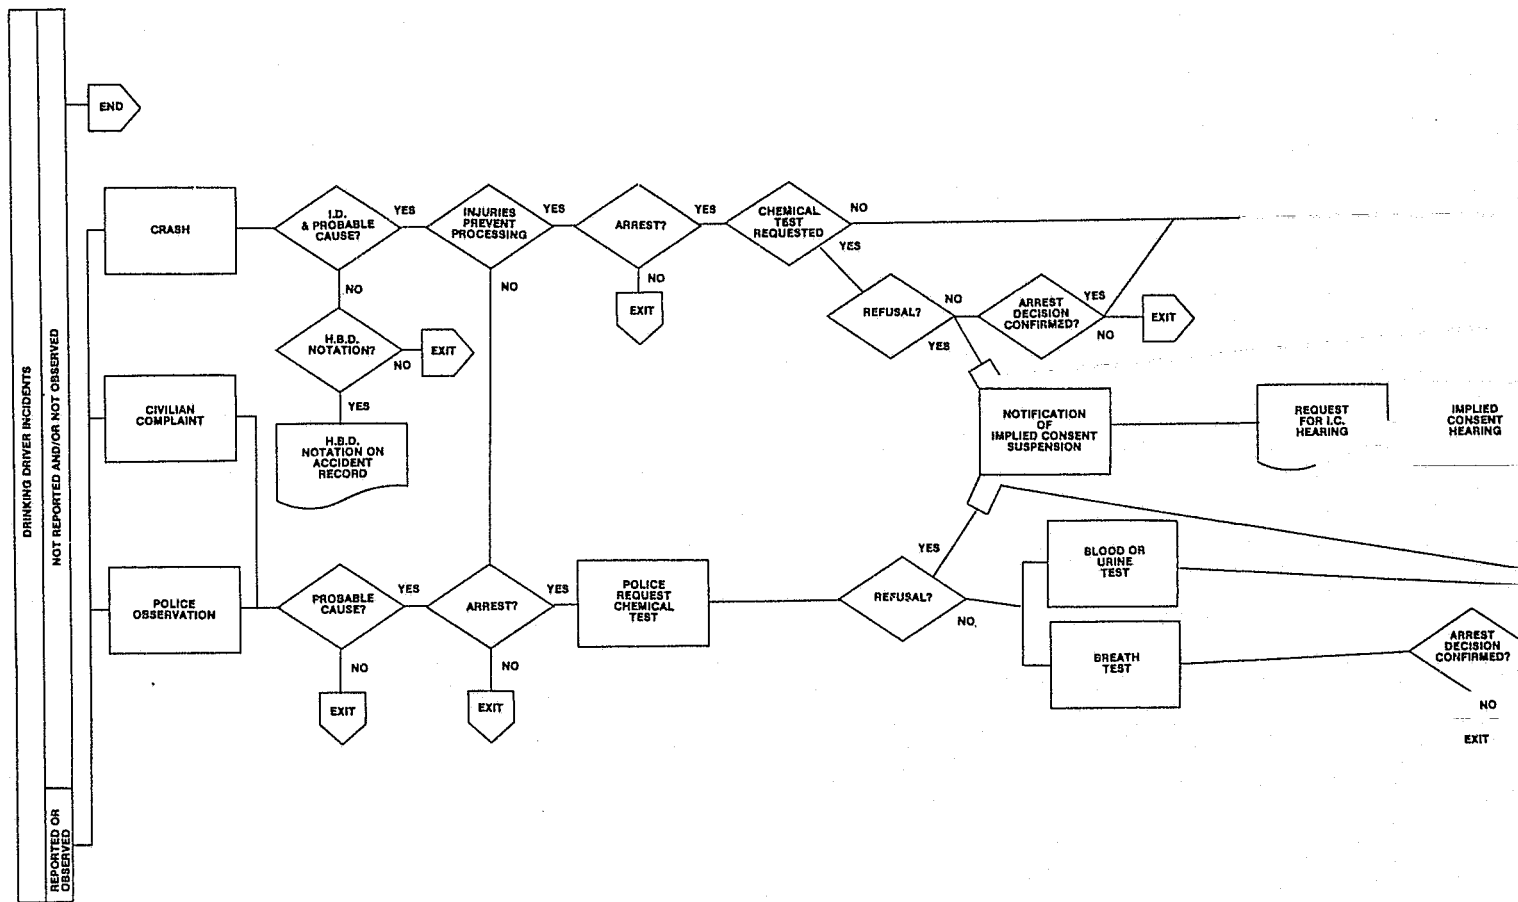 DRINKING DRIVER INCIDENTS
NOT REPORTED AND/OR NOT OBSERVED
REPORTED OR
OBSERVED
END
CRASH
I.D.
& PROBABLE
CAUSE?
YES
INJURIES
PREVENT
PROCESSING
YES
ARREST?
YES
CHEMICAL
TEST
REQUESTED
NO
YES
NO
NO
NO
EXIT
REFUSAL?
NO
YES
ARREST
DECISION
CONFIRMED?
YES
NO
EXIT
H.B.D.
NOTATION?
NO
EXIT
YES
H.B.D.
NOTATION ON
ACCIDENT
RECORD
CIVILIAN
COMPLAINT
NOTIFICATION
OF
IMPLIED CONSENT
SUSPENSION
REQUEST
FOR I.C.
HEARING
IMPLIED
CONSENT
HEARING
POLICE
OBSERVATION
PROBABLE
CAUSE?
YES
NO
EXIT
ARREST?
YES
NO
EXIT
POLICE
REQUEST
CHEMICAL
TEST
REFUSAL?
YES
NO
BLOOD OR
URINE
TEST
BREATH
TEST
ARREST
DECISION
CONFIRMED?
NO
EXIT